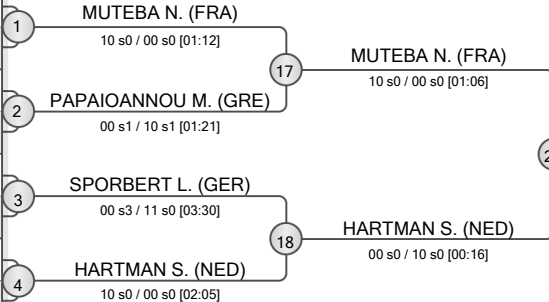 1
MUTEBA N. (FRA)
10 s0 / 00 s0 [01:12]
17
MUTEBA N. (FRA)
10 s0 / 00 s0 [01:06]
2
PAPAIOANNOU M. (GRE)
00 s1 / 10 s1 [01:21]
3
SPORBERT L. (GER)
00 s3 / 11 s0 [03:30]
18
HARTMAN S. (NED)
00 s0 / 10 s0 [00:16]
4
HARTMAN S. (NED)
10 s0 / 00 s0 [02:05]